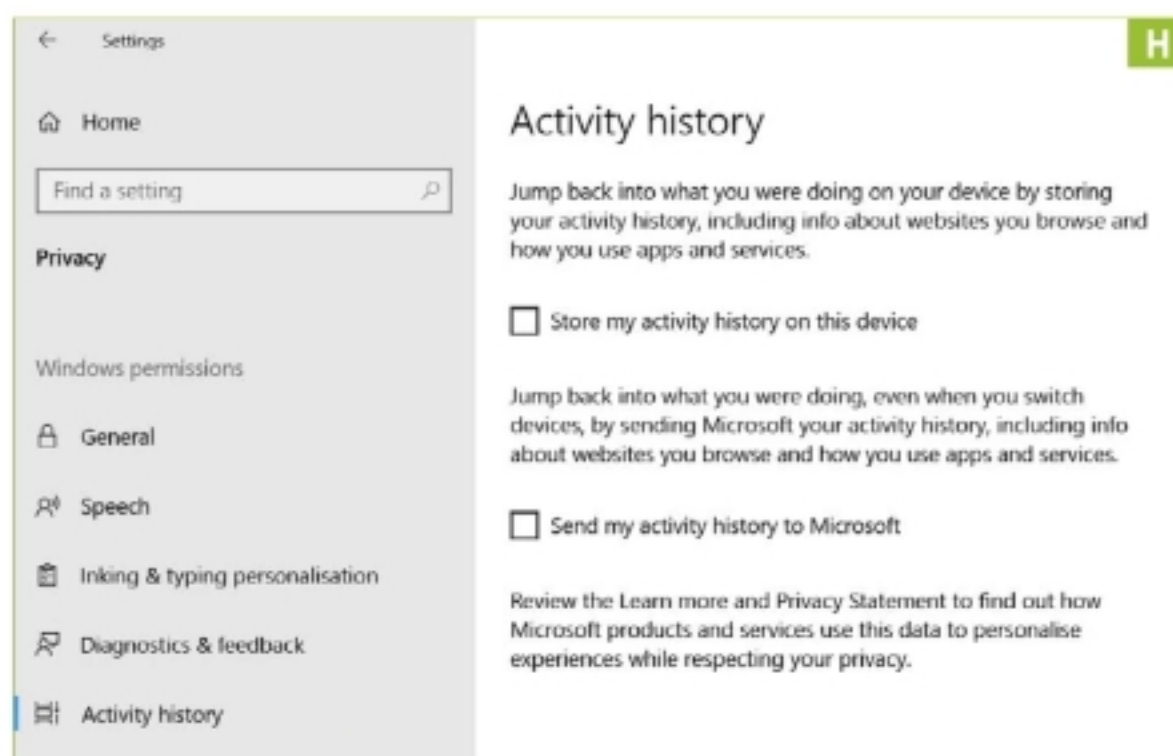 Settings
H
Home
Find a setting
Privacy
Windows permissions
General
Speech
Inking & typing personalisation
Diagnostics & feedback
Activity history
Activity history
Jump back into what you were doing on your device by storing
your activity history, including info about websites you browse and
how you use apps and services.
Store my activity history on this device
Jump back into what you were doing, even when you switch
devices, by sending Microsoft your activity history, including info
about websites you browse and how you use apps and services.
Send my activity history to Microsoft
Review the Learn more and Privacy Statement to find out how
Microsoft products and services use this data to personalise
experiences while respecting your privacy.